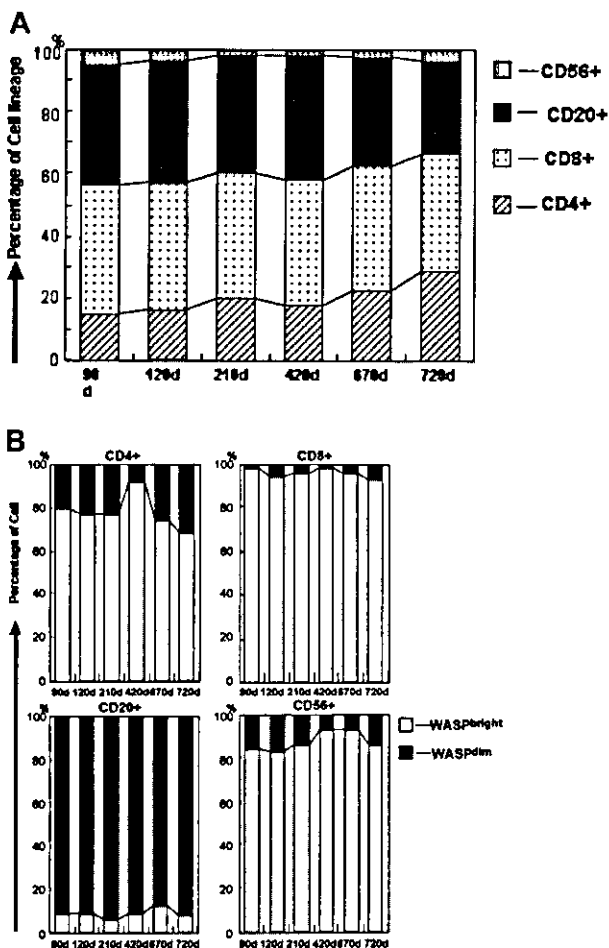 A
%
100
80
60
40
20
0
Percentage of Cell lineage
90
d
120d
210d
420d
670d
720d
CD56+
CD20+
CD8+
CD4+
B
%
CD4+
100
80
60
40
20
0
Percentage of Cell
90d 120d 210d 420d 670d 720d
%
CD8+
100
80
60
40
20
0
90d 120d 210d 420d 670d 720d
%
CD20+
100
80
60
40
20
0
90d 120d 210d 420d 670d 720d
%
CD56+
100
80
60
40
20
0
90d 120d 210d 420d 670d 720d
WASPbright
WASPdim